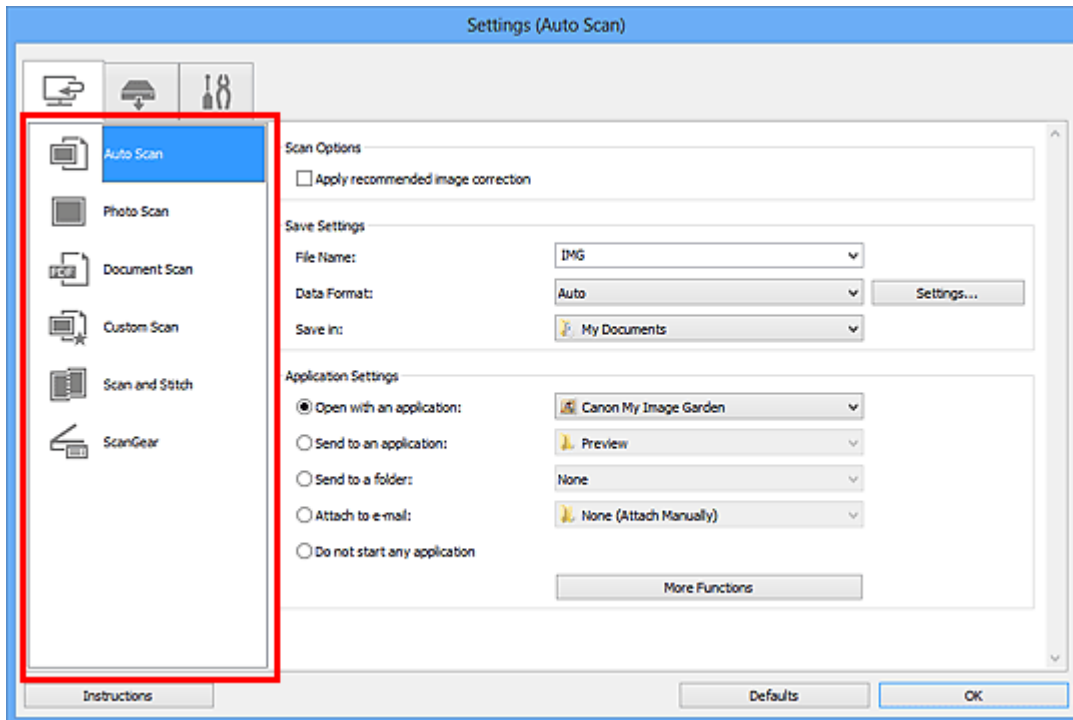 Settings (Auto Scan)
Auto Scan
Photo Scan
Document Scan
Custom Scan
Scan and Stitch
ScanGear
Scan Options
Apply recommended image correction
Save Settings
File Name: IMG
Data Format: Auto Settings...
Save in: My Documents
Application Settings
Open with an application: Canon My Image Garden
Send to an application: Preview
Send to a folder: None
Attach to e-mail: None (Attach Manually)
Do not start any application
More Functions
Instructions Defaults OK